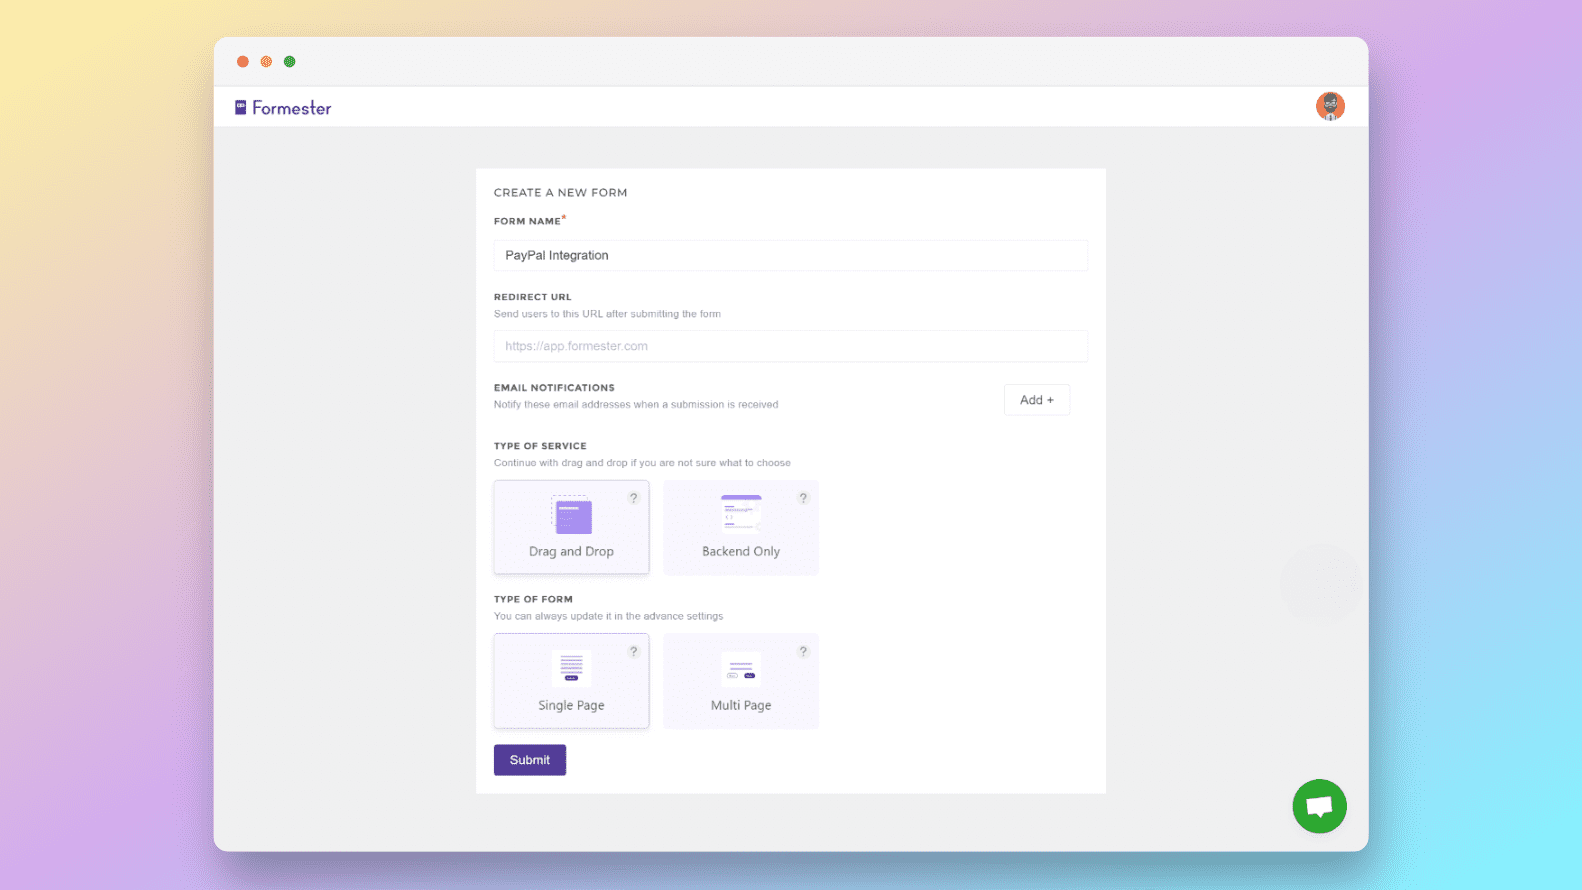 Formester
CREATE A NEW FORM
FORM NAME*
PayPal Integration
REDIRECT URL
Send users to this URL after submitting the form
https://app.formester.com
EMAIL NOTIFICATIONS
Notify these email addresses when a submission is received
Add +
TYPE OF SERVICE
Continue with drag and drop if you are not sure what to choose
? ?
Drag and Drop Backend Only
TYPE OF FORM
You can always update it in the advance settings
? ?
Single Page Multi Page
Submit